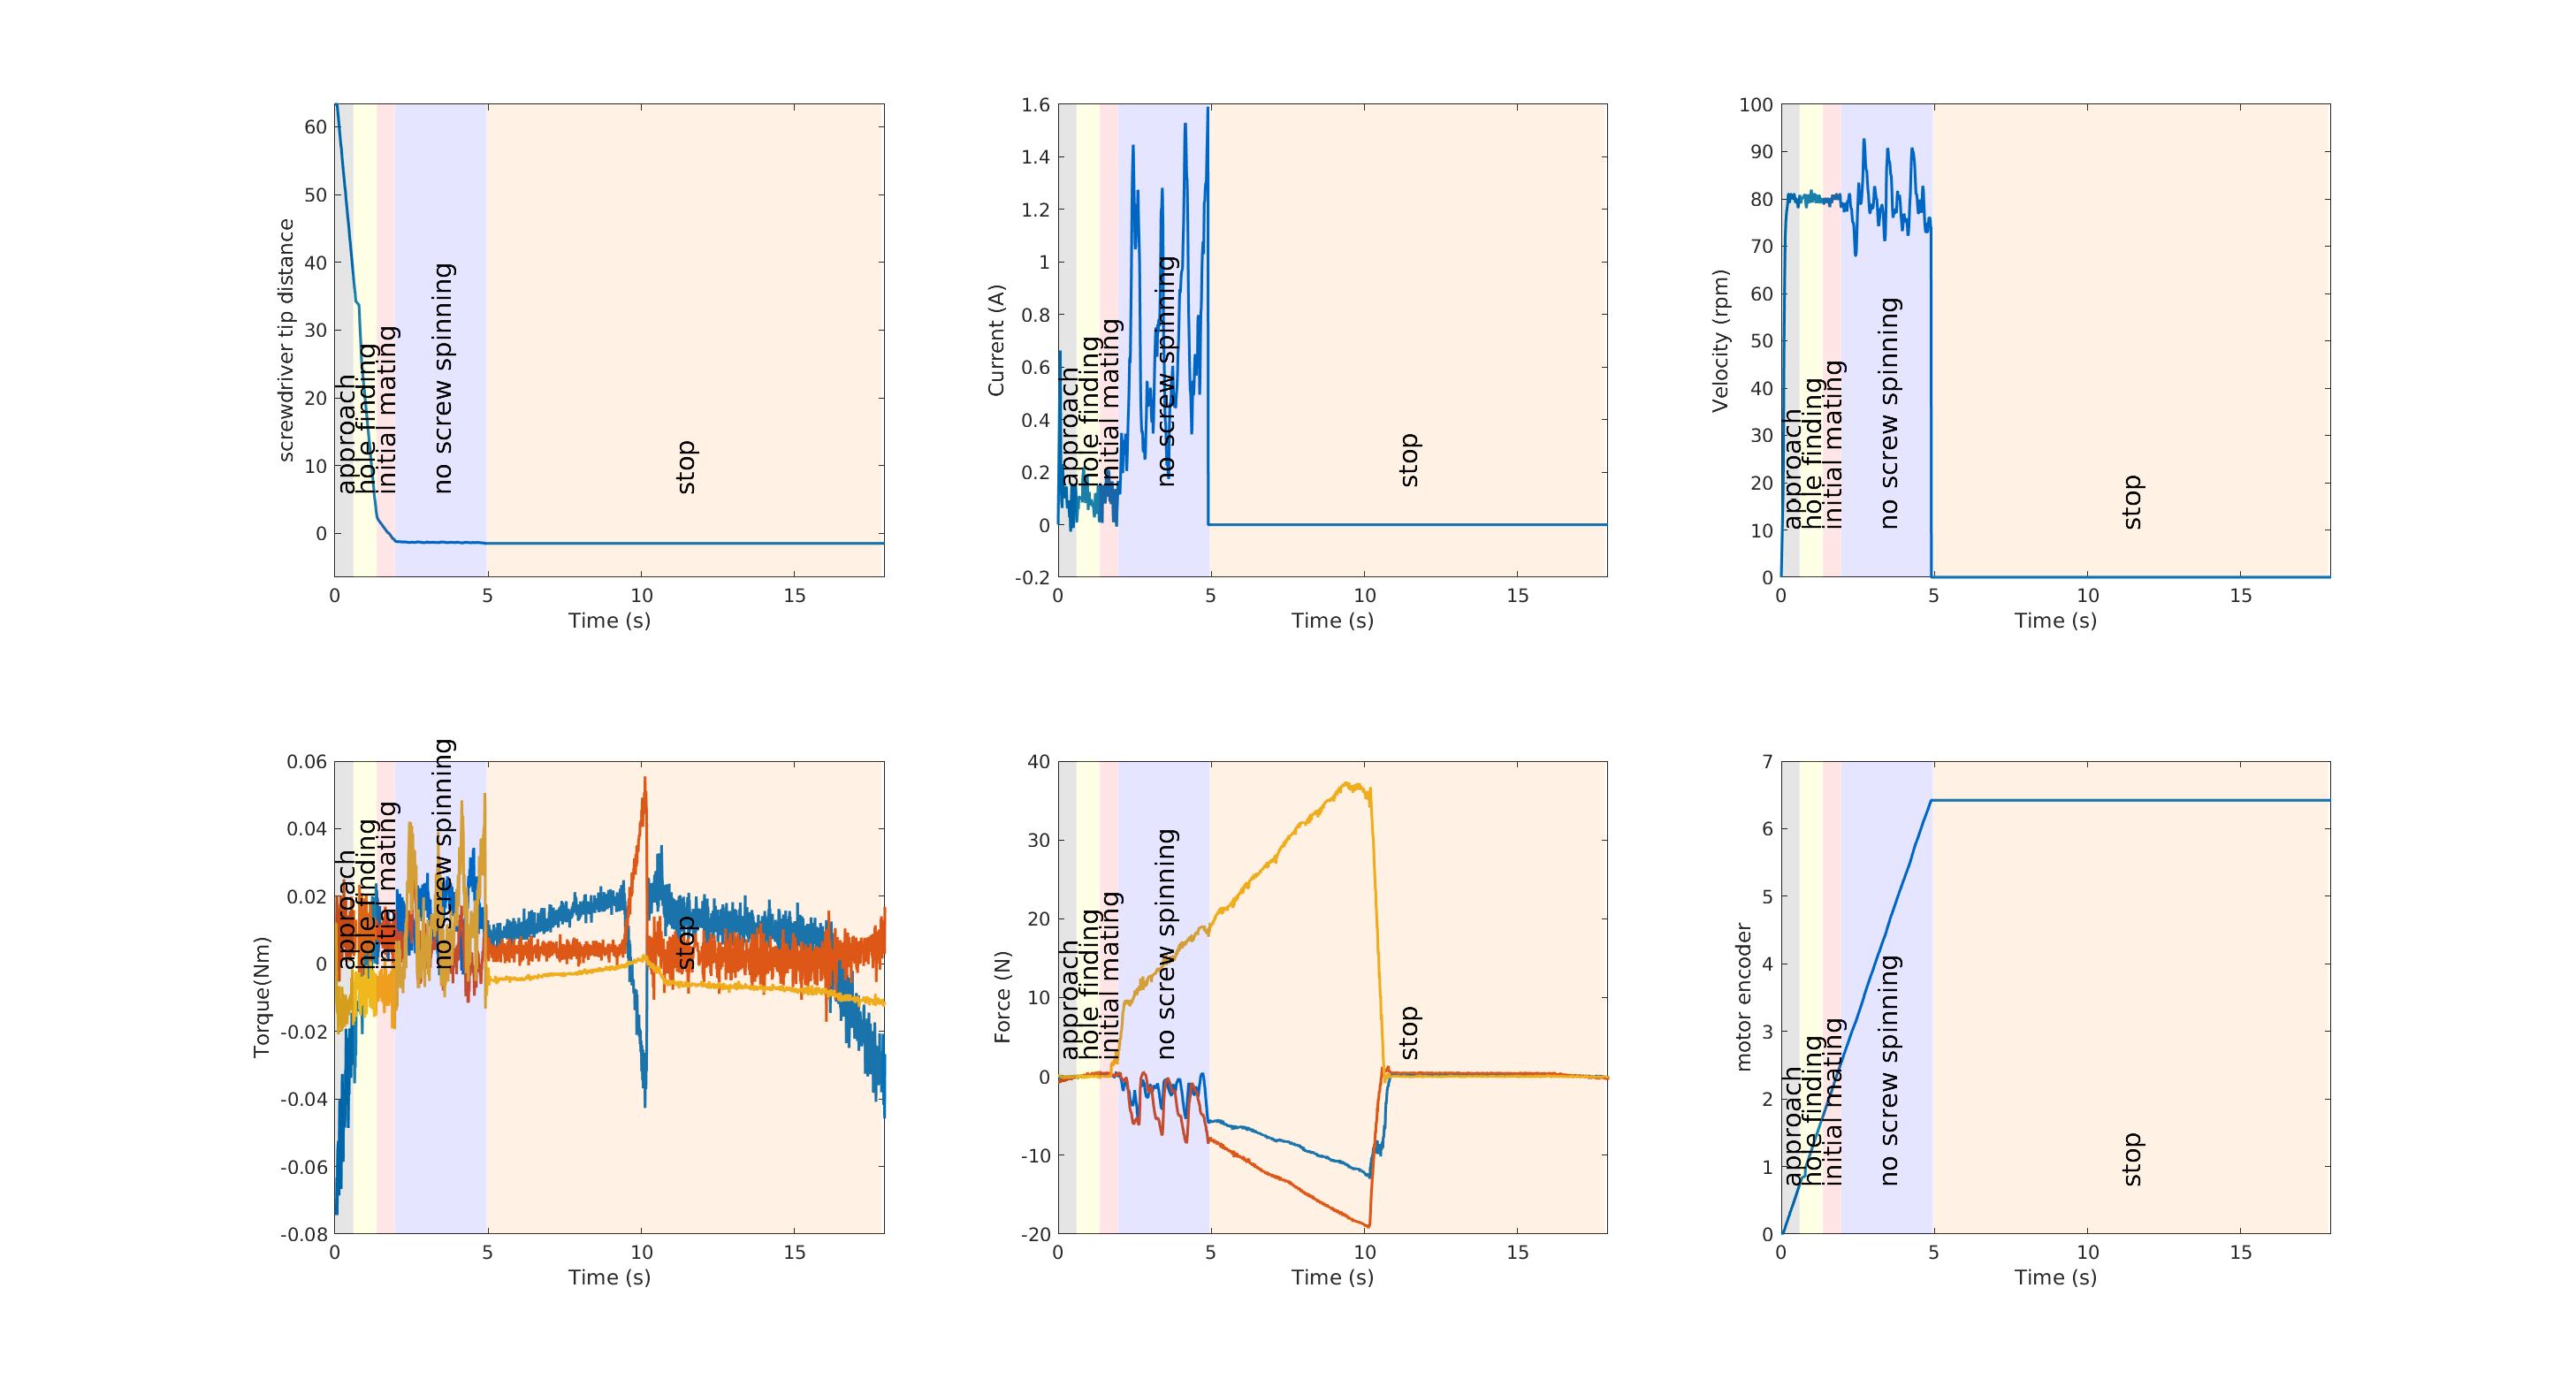 60
50
40
30
20
10
0
screwdriver tip distance
approach
hole finding
initial mating
no screw spinning
stop
0 5 10 15
Time (s)
1.6
1.4
1.2
1
0.8
0.6
0.4
0.2
0
-0.2
Current (A)
approach
hole finding
initial mating
no screw spinning
stop
0 5 10 15
Time (s)
100
90
80
70
60
50
40
30
20
10
0
Velocity (rpm)
approach
hole finding
initial mating
no screw spinning
stop
0 5 10 15
Time (s)
0.06
0.04
0.02
0
-0.02
-0.04
-0.06
-0.08
Torque(Nm)
approach
hole finding
initial mating
no screw spinning
stop
0 5 10 15
Time (s)
40
30
20
10
0
-10
-20
Force (N)
approach
hole finding
initial mating
no screw spinning
stop
0 5 10 15
Time (s)
7
6
5
4
3
2
1
0
motor encoder
approach
hole finding
initial mating
no screw spinning
stop
0 5 10 15
Time (s)